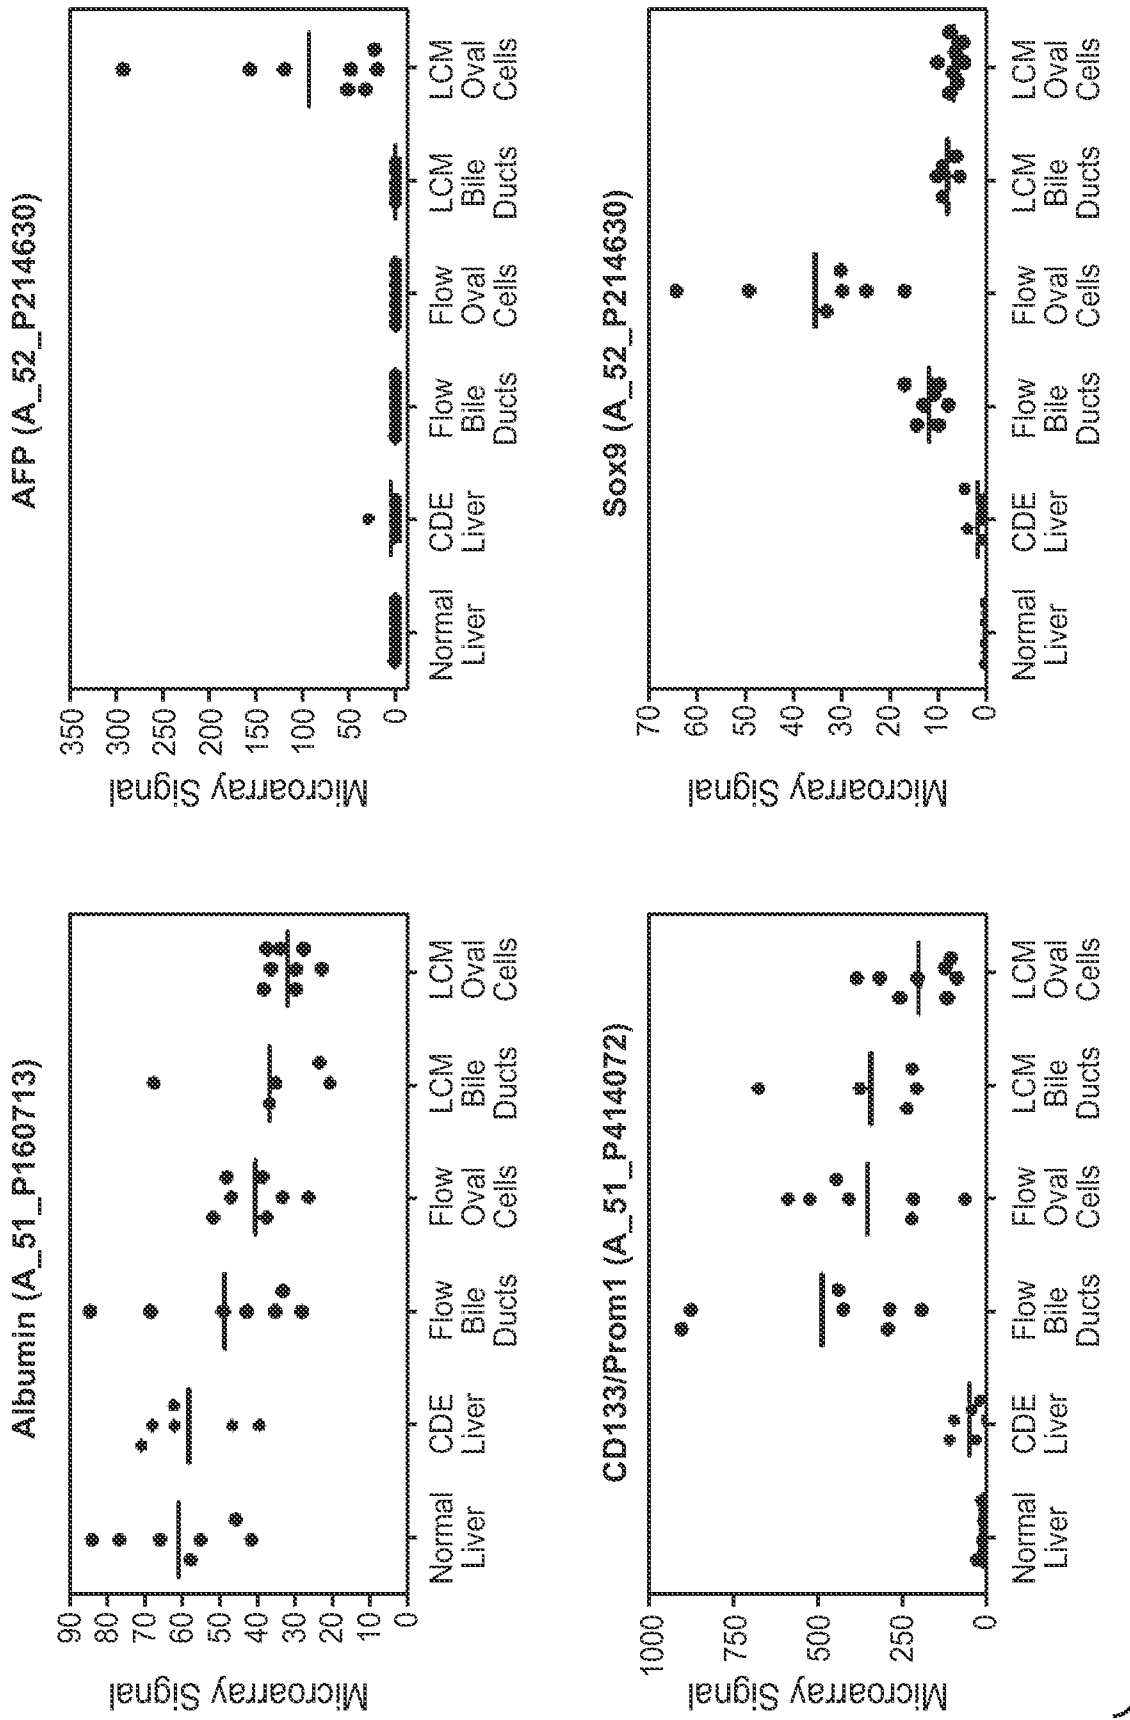 Albumin (A_51_P160713)
Microarray Signal
90
80
70
60
50
40
30
20
10
0
Normal Liver
CDE Liver
Flow Bile Ducts
Flow Oval Cells
LCM Bile Ducts
LCM Oval Cells
AFP (A_52_P214630)
Microarray Signal
350
300
250
200
150
100
50
0
Normal Liver
CDE Liver
Flow Bile Ducts
Flow Oval Cells
LCM Bile Ducts
LCM Oval Cells
CD133/Prom1 (A_51_P414072)
Microarray Signal
1000
750
500
250
0
Normal Liver
CDE Liver
Flow Bile Ducts
Flow Oval Cells
LCM Bile Ducts
LCM Oval Cells
Sox9 (A_52_P214630)
Microarray Signal
70
60
50
40
30
20
10
0
Normal Liver
CDE Liver
Flow Bile Ducts
Flow Oval Cells
LCM Bile Ducts
LCM Oval Cells